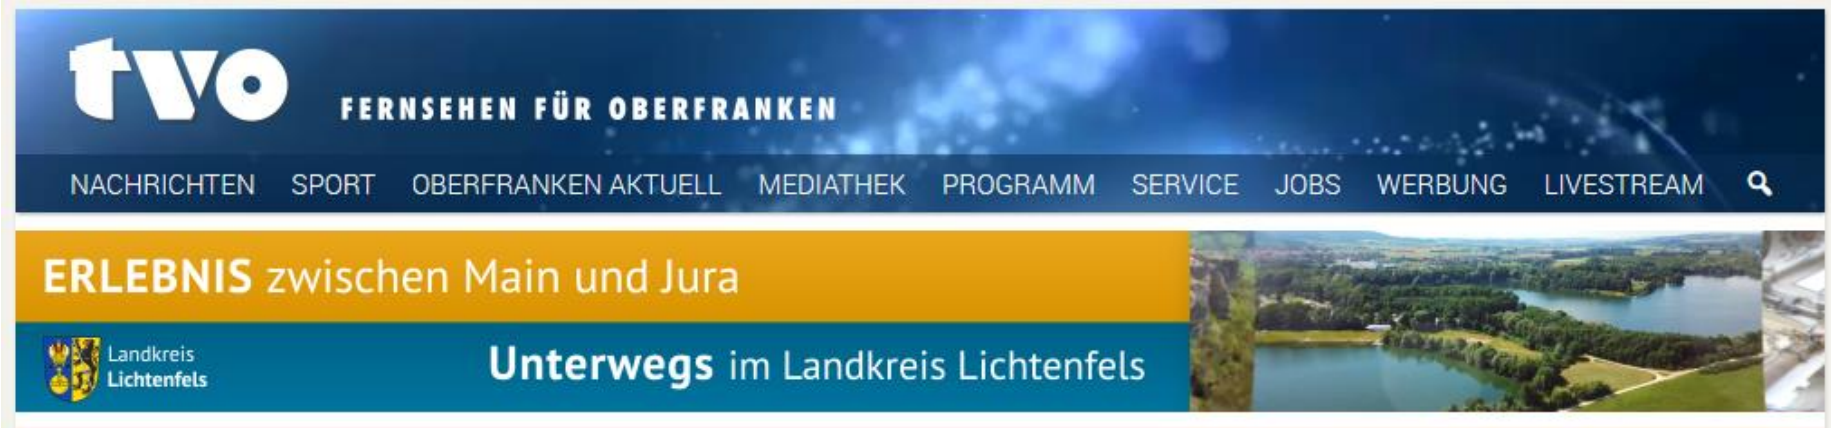 tvo
FERNSEHEN FÜR OBERFRANKEN
NACHRICHTEN SPORT OBERFRANKEN AKTUELL MEDIATHEK PROGRAMM SERVICE JOBS WERBUNG LIVESTREAM
ERLEBNIS zwischen Main und Jura
Landkreis
Lichtenfels
Unterwegs im Landkreis Lichtenfels